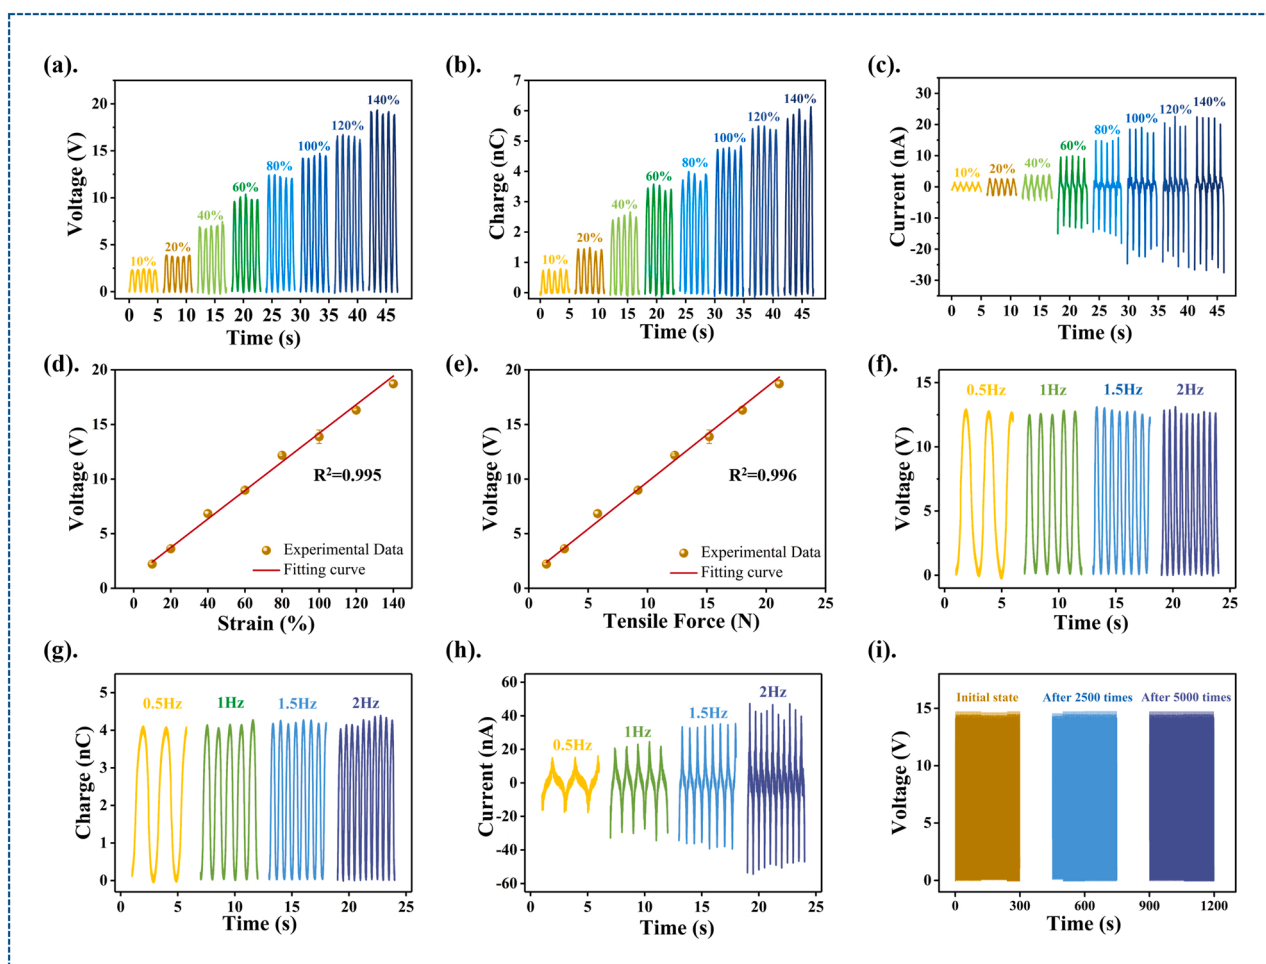 (a).
20
15
10
5
0
Voltage (V)
10%
20%
40%
60%
80%
100%
120%
140%
0 5 10 15 20 25 30 35 40 45
Time (s)
(b).
7
6
5
4
3
2
1
0
Charge (nC)
10%
20%
40%
60%
80%
100%
120%
140%
0 5 10 15 20 25 30 35 40 45
Time (s)
(c).
30
20
10
0
-10
-20
-30
Current (nA)
10%
20%
40%
60%
80%
100%
120%
140%
0 5 10 15 20 25 30 35 40 45
Time (s)
(d).
20
15
10
5
0
Voltage (V)
R²=0.995
Experimental Data
Fitting curve
0 20 40 60 80 100 120 140
Strain (%)
(e).
20
15
10
5
0
Voltage (V)
R²=0.996
Experimental Data
Fitting curve
0 5 10 15 20 25
Tensile Force (N)
(f).
15
10
5
0
Voltage (V)
0.5Hz 1Hz 1.5Hz 2Hz
0 5 10 15 20 25
Time (s)
(g).
5
4
3
2
1
0
Charge (nC)
0.5Hz 1Hz 1.5Hz 2Hz
0 5 10 15 20 25
Time (s)
(h).
60
40
20
0
-20
-40
-60
Current (nA)
0.5Hz
1Hz
1.5Hz
2Hz
0 5 10 15 20 25
Time (s)
(i).
15
10
5
0
Voltage (V)
Initial state After 2500 times After 5000 times
0 300 600 900 1200
Time (s)